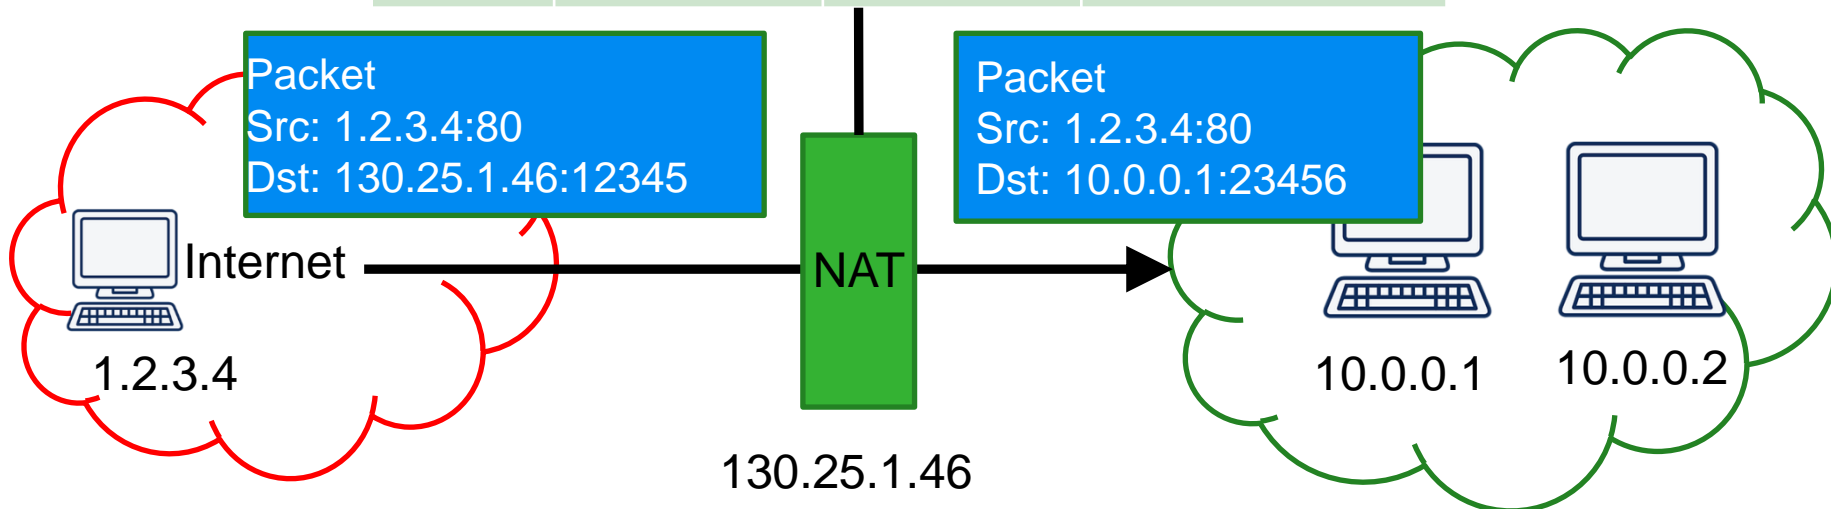 Packet
Src: 1.2.3.4:80
Dst: 130.25.1.46:12345
Packet
Src: 1.2.3.4:80
Dst: 10.0.0.1:23456
Internet
NAT
1.2.3.4
10.0.0.1
10.0.0.2
130.25.1.46